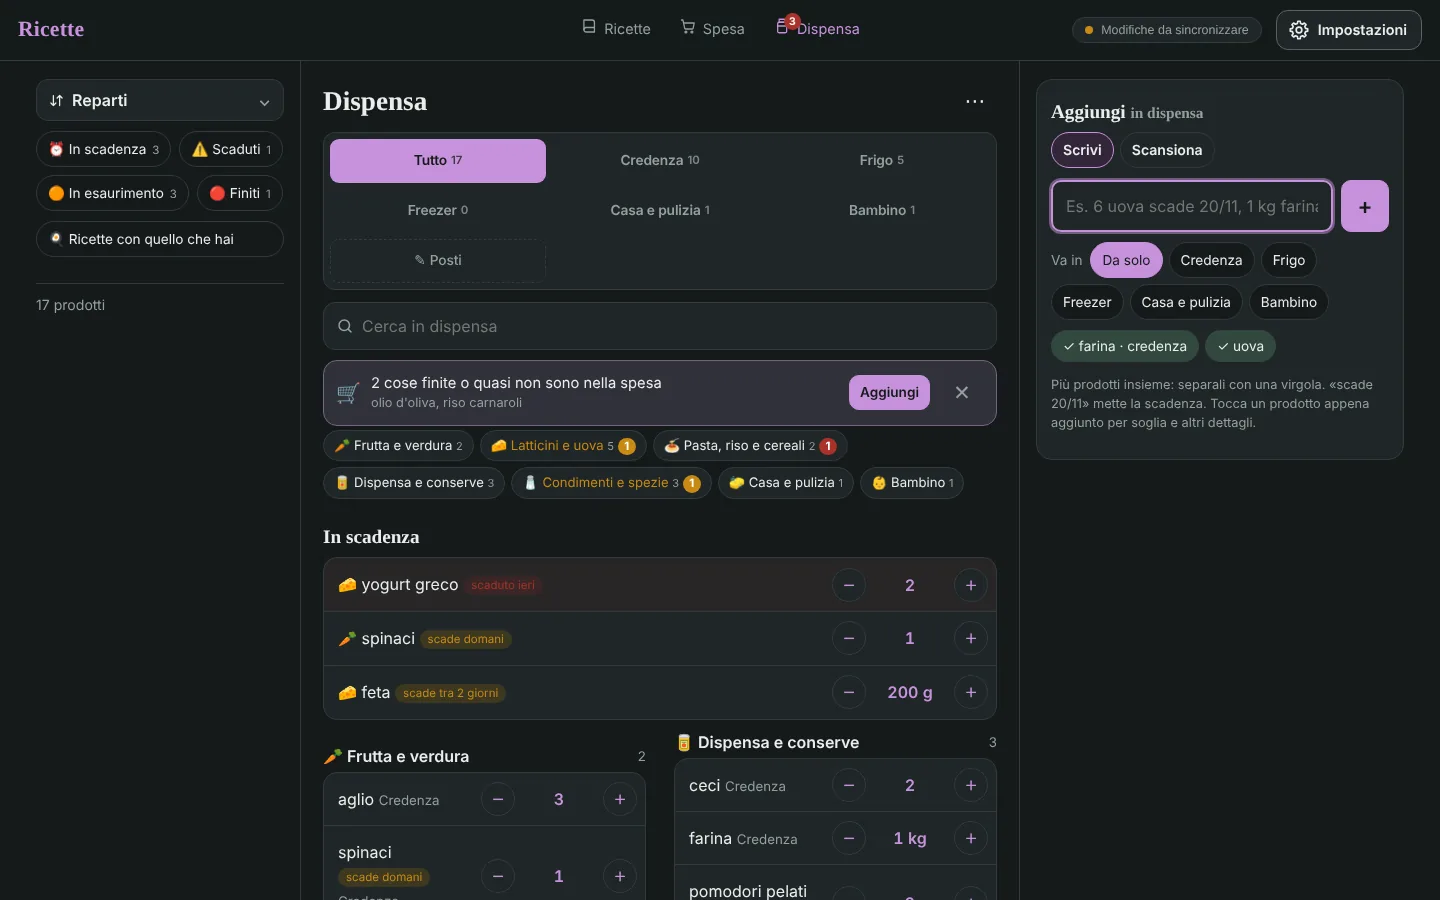 Ricette
Ricette
Spesa
3
Dispensa
Modifiche da sincronizzare
Impostazioni
Reparti
In scadenza 3
Scaduti 1
In esaurimento 3
Finiti 1
Ricette con quello che hai
17 prodotti
Dispensa
Tutto 17
Credenza 10
Frigo 5
Freezer 0
Casa e pulizia 1
Bambino 1
✎ Posti
Cerca in dispensa
2 cose finite o quasi non sono nella spesa
olio d'oliva, riso carnaroli
Aggiungi
Frutta e verdura 2
Latticini e uova 5 1
Pasta, riso e cereali 2 1
Dispensa e conserve 3
Condimenti e spezie 3 1
Casa e pulizia 1
Bambino 1
In scadenza
yogurt greco scaduto ieri
− 2 +
spinaci scade domani
− 1 +
feta scade tra 2 giorni
− 200 g +
Frutta e verdura 2
aglio Credenza
− 3 +
spinaci
scade domani
− 1 +
Dispensa e conserve 3
ceci Credenza
− 2 +
farina Credenza
− 1 kg +
pomodori pelati
Aggiungi in dispensa
Scrivi
Scansiona
Es. 6 uova scade 20/11, 1 kg farina
+
Va in
Da solo
Credenza
Frigo
Freezer
Casa e pulizia
Bambino
✓ farina · credenza
✓ uova
Più prodotti insieme: separali con una virgola. «scade
20/11» mette la scadenza. Tocca un prodotto appena
aggiunto per soglia e altri dettagli.